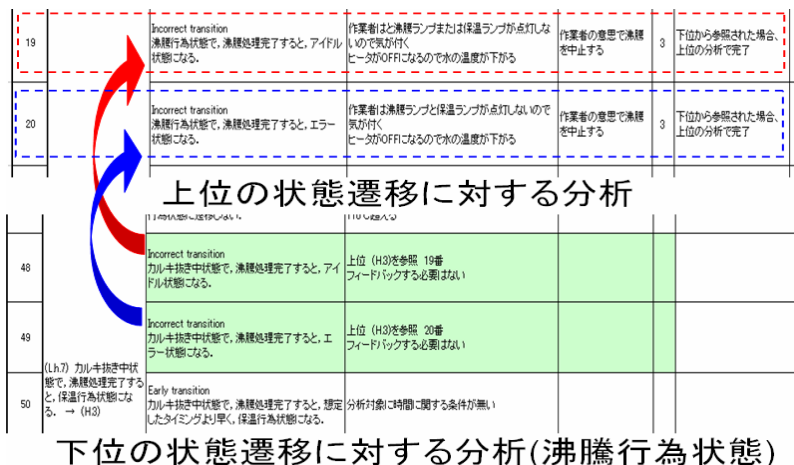 19
Incorrect transition
沸騰行為状態で，沸騰処理完了すると，アイドル
状態になる．
作業者はと沸騰ランプまたは保温ランプが点灯しな
いので気が付く
ヒータがOFFになるので水の温度が下がる
作業者の意思で沸騰
を中止する
3
下位から参照された場合、
上位の分析で完了
20
Incorrect transition
沸騰行為状態で，沸騰処理完了すると，エラー
状態になる．
作業者は沸騰ランプと保温ランプが点灯しないので
気が付く
ヒータがOFFになるので水の温度が下がる
作業者の意思で沸騰
を中止する
3
下位から参照された場合、
上位の分析で完了
上位の状態遷移に対する分析
行為状態に遷移しない．
110℃超える
48
Incorrect transition
カルキ抜き中状態で，沸騰処理完了すると，アイ
ドル状態になる．
上位（H3）を参照 19番
フィードバックする必要はない
49
Incorrect transition
カルキ抜き中状態で，沸騰処理完了すると，エ
ラー状態になる．
上位（H3）を参照 20番
フィードバックする必要はない
(Lh.7) カルキ抜き中状
態で，沸騰処理完了する
と，保温行為状態にな
る． → (H3)
50
Early transition
カルキ抜き中状態で，沸騰処理完了すると，想定
したタイミングより早く，保温行為状態になる．
分析対象に時間に関する条件が無い
下位の状態遷移に対する分析(沸騰行為状態)